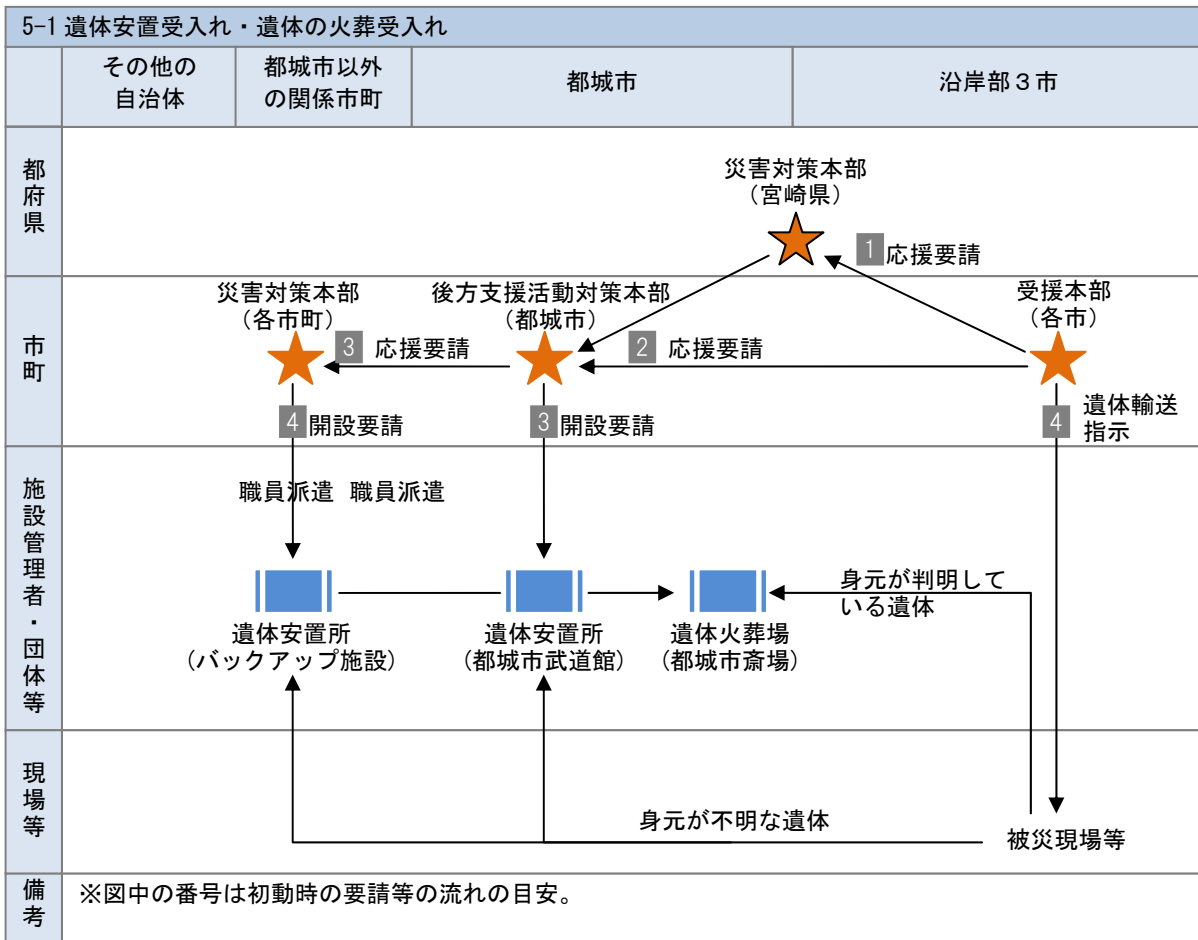 5-1 遺体安置受入れ・遺体の火葬受入れ
その他の
自治体
都城市以外
の関係市町
都城市
沿岸部３市
都府県
災害対策本部
（宮崎県）
1 応援要請
市町
災害対策本部
（各市町）
後方支援活動対策本部
（都城市）
受援本部
（各市）
3 応援要請
2 応援要請
4 開設要請
3 開設要請
4 遺体輸送
指示
施設管理者・団体等
職員派遣 職員派遣
身元が判明して
いる遺体
遺体安置所
（バックアップ施設）
遺体安置所
（都城市武道館）
遺体火葬場
（都城市斎場）
現場等
身元が不明な遺体
被災現場等
備考
※図中の番号は初動時の要請等の流れの目安。